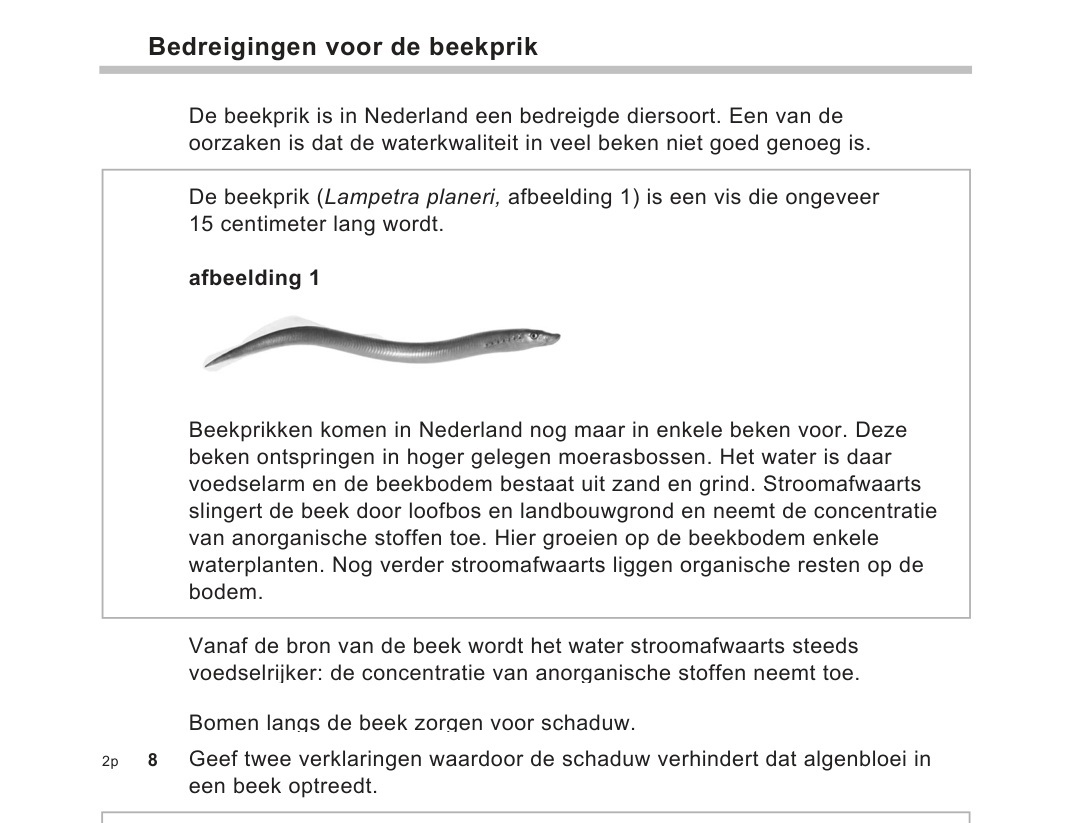 Bedreigingen voor de beekprik
De beekprik is in Nederland een bedreigde diersoort. Een van de
oorzaken is dat de waterkwaliteit in veel beken niet goed genoeg is.
De beekprik (Lampetra planeri, afbeelding 1) is een vis die ongeveer
15 centimeter lang wordt.
afbeelding 1
Beekprikken komen in Nederland nog maar in enkele beken voor. Deze
beken ontspringen in hoger gelegen moerasbossen. Het water is daar
voedselarm en de beekbodem bestaat uit zand en grind. Stroomafwaarts
slingert de beek door loofbos en landbouwgrond en neemt de concentratie
van anorganische stoffen toe. Hier groeien op de beekbodem enkele
waterplanten. Nog verder stroomafwaarts liggen organische resten op de
bodem.
Vanaf de bron van de beek wordt het water stroomafwaarts steeds
voedselrijker: de concentratie van anorganische stoffen neemt toe.
Bomen langs de beek zorgen voor schaduw.
2p 8 Geef twee verklaringen waardoor de schaduw verhindert dat algenbloei in
een beek optreedt.